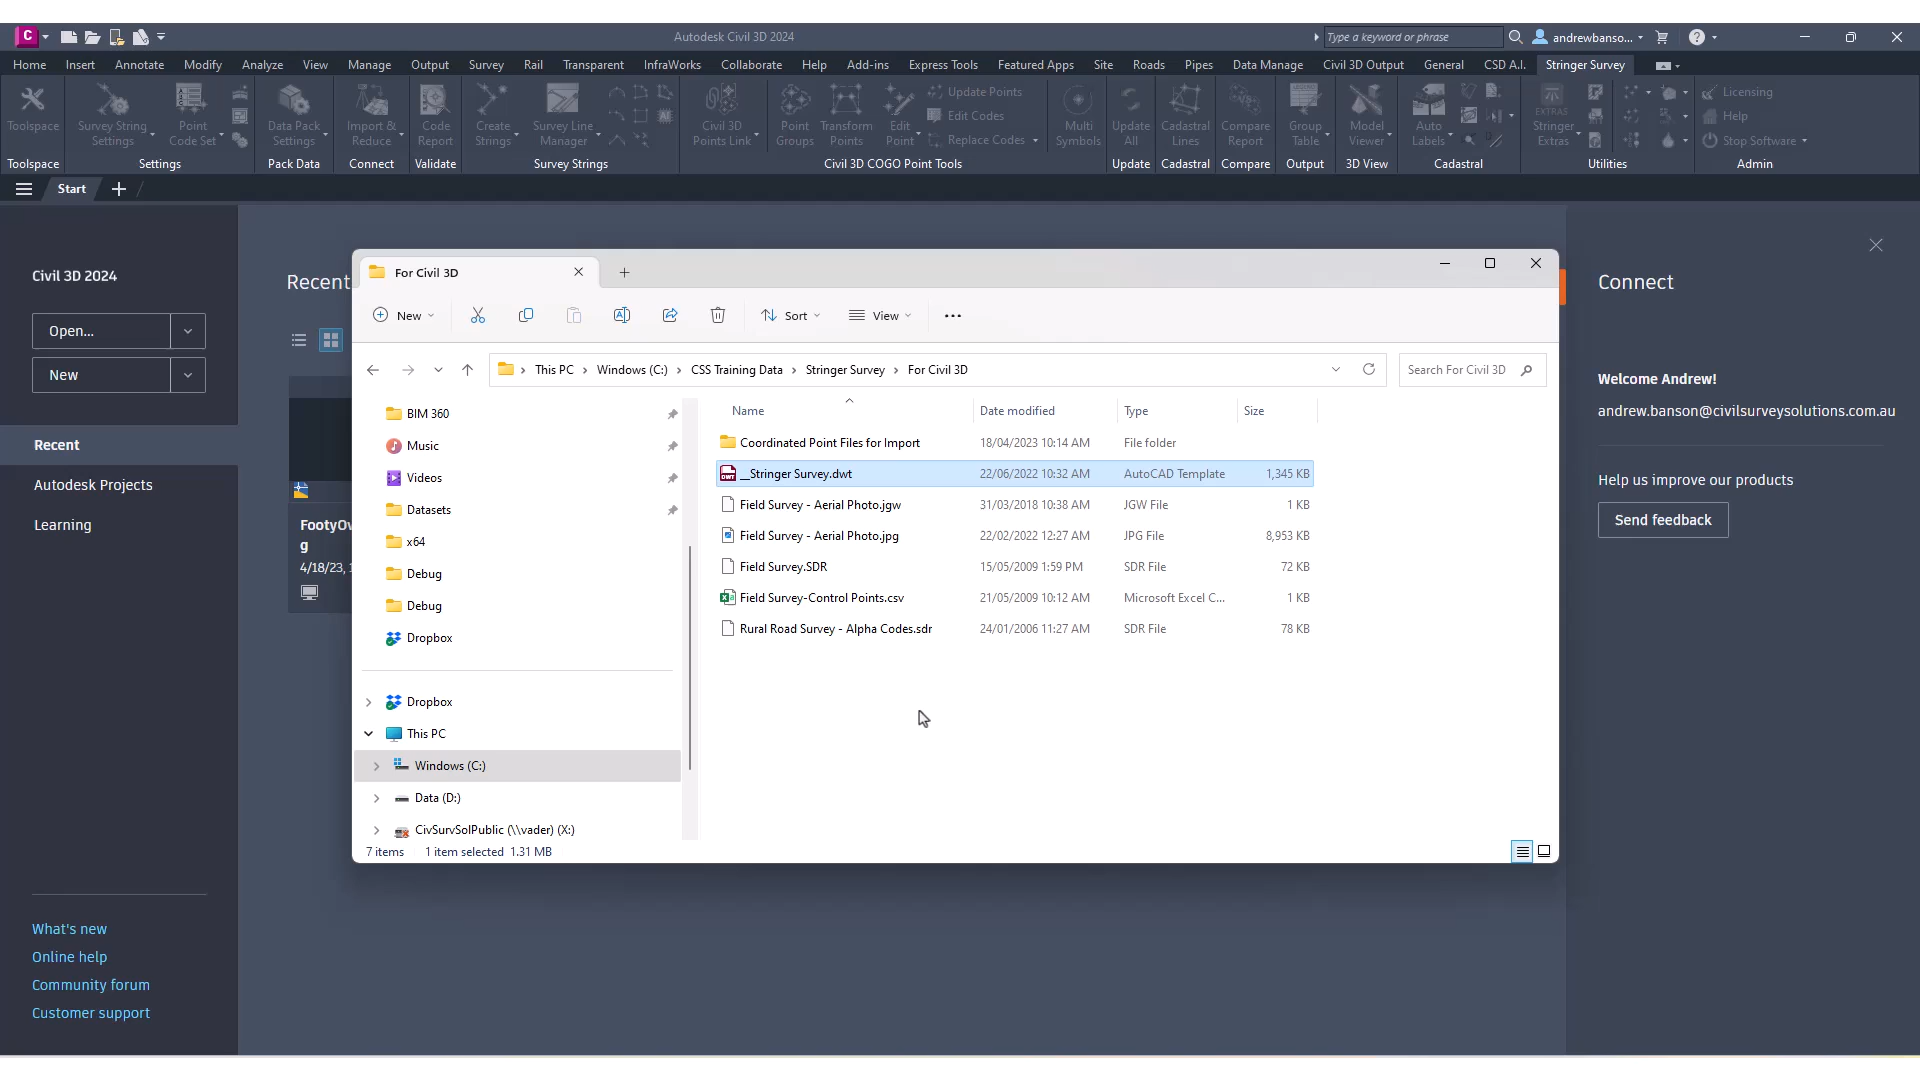 C
Autodesk Civil 3D 2024
Type a keyword or phrase
andrewbanso...
Home Insert Annotate Modify Analyze View Manage Output Survey Rail Transparent InfraWorks Collaborate Help Add-ins Express Tools Featured Apps Site Roads Pipes Data Manage Civil 3D Output General CSD A.I. Stringer Survey
Toolspace
Survey String Settings
Point Code Set
Data Pack Settings
Import & Reduce
Code Report
Create Strings
Survey Line Manager
Civil 3D Points Link
Point Groups
Transform Points
Edit Point
Update Points
Edit Codes
Replace Codes
Multi Symbols
Update All
Cadastral Lines
Compare Report
Group Table
Model Viewer
Auto Labels
EXTRAS
Stringer Extras
Licensing
Help
Stop Software
Toolspace Settings Pack Data Connect Validate Survey Strings Civil 3D COGO Point Tools Update Cadastral Compare Output 3D View Cadastral Utilities Admin
Start
Civil 3D 2024
Open...
New
Recent
Autodesk Projects
Learning
What's new
Online help
Community forum
Customer support
Recent
FootyOv
g
4/18/23, 1
For Civil 3D
New
Sort
View
This PC > Windows (C:) > CSS Training Data > Stringer Survey > For Civil 3D
Search For Civil 3D
BIM 360
Music
Videos
Datasets
x64
Debug
Debug
Dropbox
Dropbox
This PC
Windows (C:)
Data (D:)
CivSurvSolPublic (\\vader) (X:)
Name Date modified Type Size
Coordinated Point Files for Import 18/04/2023 10:14 AM File folder
__Stringer Survey.dwt 22/06/2022 10:32 AM AutoCAD Template 1,345 KB
Field Survey - Aerial Photo.jgw 31/03/2018 10:38 AM JGW File 1 KB
Field Survey - Aerial Photo.jpg 22/02/2022 12:27 AM JPG File 8,953 KB
Field Survey.SDR 15/05/2009 1:59 PM SDR File 72 KB
Field Survey-Control Points.csv 21/05/2009 10:12 AM Microsoft Excel C... 1 KB
Rural Road Survey - Alpha Codes.sdr 24/01/2006 11:27 AM SDR File 78 KB
7 items 1 item selected 1.31 MB
Connect
Welcome Andrew!
andrew.banson@civilsurveysolutions.com.au
Help us improve our products
Send feedback